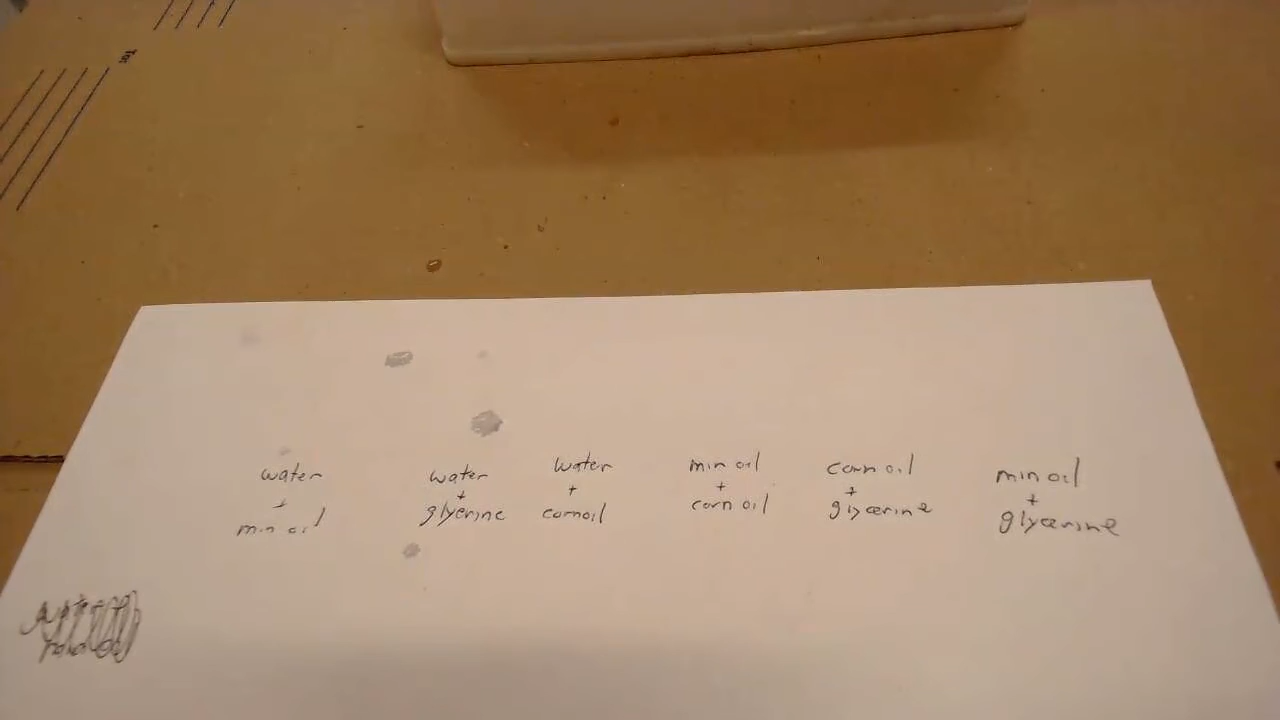 water
+
min oil
water
+
glyerine
water
+
cornoil
min oil
+
corn oil
corn oil
+
glycerine
min oil
+
glycerine